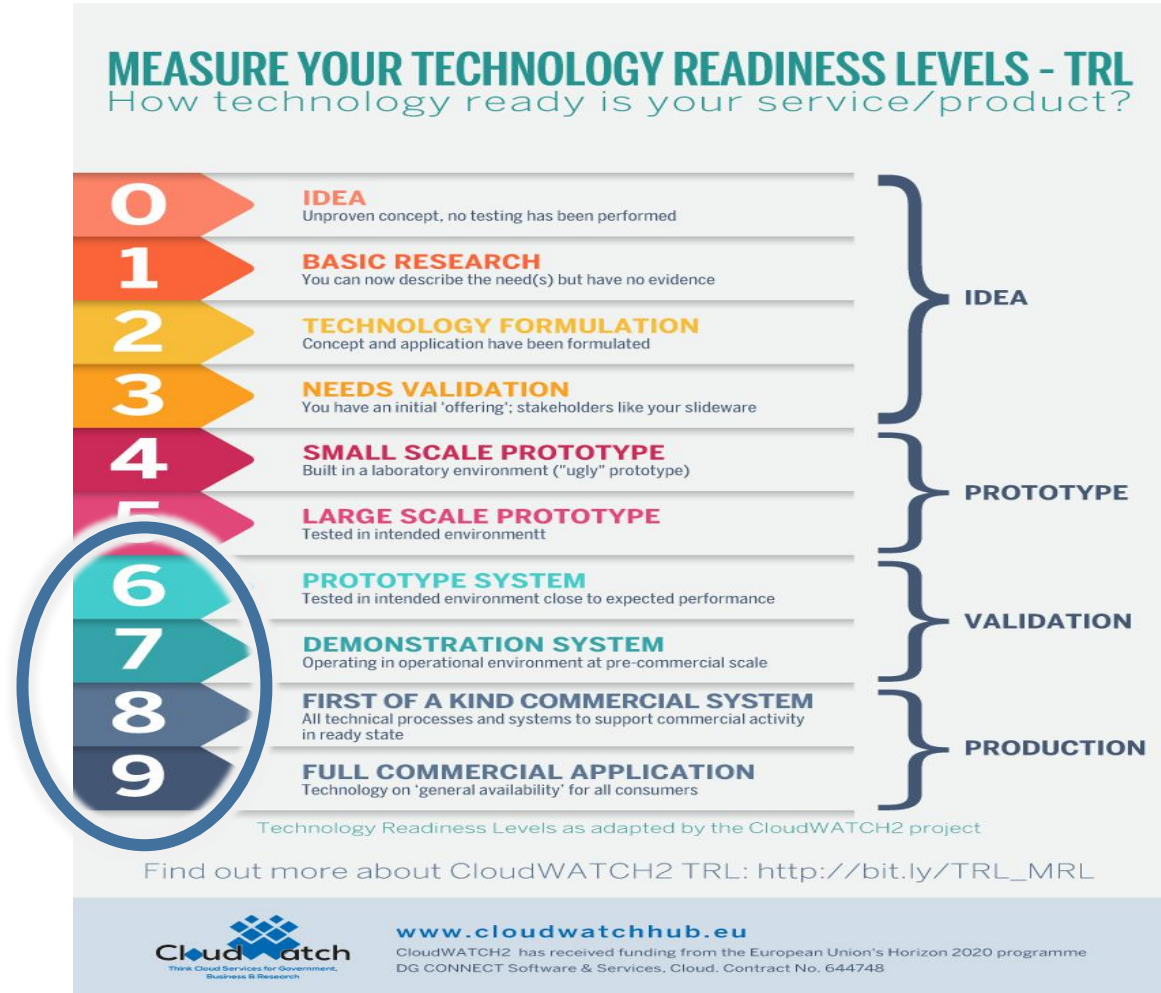 MEASURE YOUR TECHNOLOGY READINESS LEVELS - TRL
How technology ready is your service/product?
0
IDEA
Unproven concept, no testing has been performed
1
BASIC RESEARCH
You can now describe the need(s) but have no evidence
2
TECHNOLOGY FORMULATION
Concept and application have been formulated
3
NEEDS VALIDATION
You have an initial 'offering'; stakeholders like your slideware
IDEA
4
SMALL SCALE PROTOTYPE
Built in a laboratory environment ("ugly" prototype)
5
LARGE SCALE PROTOTYPE
Tested in intended environmentt
PROTOTYPE
6
PROTOTYPE SYSTEM
Tested in intended environment close to expected performance
7
DEMONSTRATION SYSTEM
Operating in operational environment at pre-commercial scale
VALIDATION
8
FIRST OF A KIND COMMERCIAL SYSTEM
All technical processes and systems to support commercial activity
in ready state
9
FULL COMMERCIAL APPLICATION
Technology on 'general availability' for all consumers
PRODUCTION
Technology Readiness Levels as adapted by the CloudWATCH2 project
Find out more about CloudWATCH2 TRL: http://bit.ly/TRL_MRL
CloudWatch
Think Cloud Services for Government,
Business & Research
www.cloudwatchhub.eu
CloudWATCH2 has received funding from the European Union's Horizon 2020 programme
DG CONNECT Software & Services, Cloud. Contract No. 644748